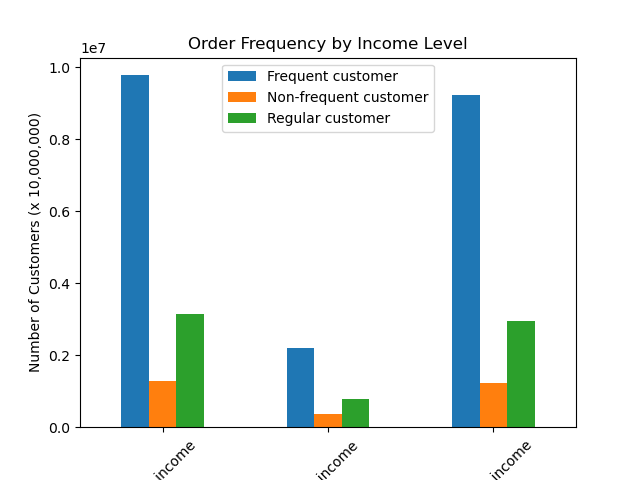 Order Frequency by Income Level
1e7
1.0
0.8
0.6
0.4
0.2
0.0
Number of Customers (x 10,000,000)
Frequent customer
Non-frequent customer
Regular customer
income
income
income